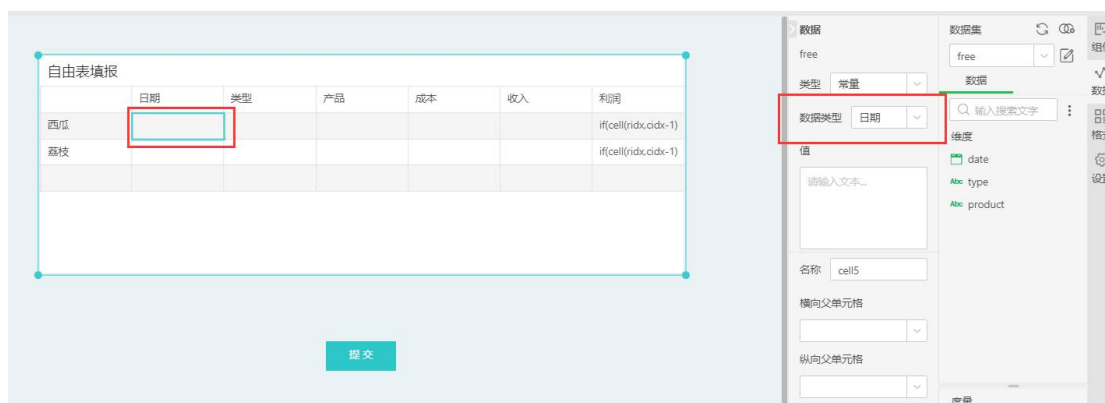 自由表填报
日期 类型 产品 成本 收入 利润
西瓜 if(cell(ridx.cidx-1)
荔枝 if(cell(ridx.cidx-1)
提交
数据
free
类型 常量
数据类型 日期
值
请输入文本...
名称 cell5
横向父单元格
纵向父单元格
数据集
free
数据
输入搜索文字
维度
date
Abc type
Abc product
度量